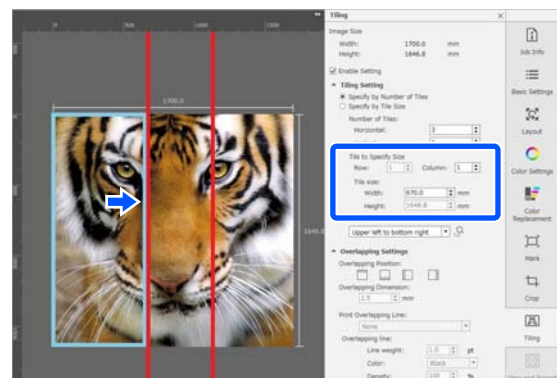 Tiling
Image Size
Width: 1700.0 mm
Height: 1646.8 mm
Enable Setting
Tiling Setting
Specify by Number of Tiles
Specify by Tile Size
Number of Tiles:
Horizontal: 3
Tile to Specify Size
Row: 1 Column: 1
Tile size:
Width: 670.0 mm
Height: 1646.8 mm
Upper left to bottom right
Overlapping Settings
Overlapping Position:
Overlapping Dimension:
2.5 mm
Print Overlapping Line:
None
Overlapping line:
Line weight: 1.0 pt
Color: Black
Density: 100 %
Job Info
Basic Settings
Layout
Color Settings
Color
Replacement
Mark
Crop
Tiling
1700.0